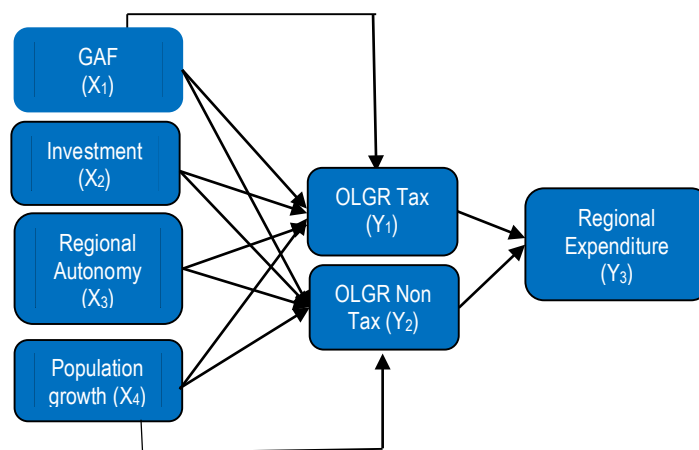 GAF
(X₁)
Investment
(X₂)
Regional
Autonomy
(X₃)
Population
growth (X₄)
OLGR Tax
(Y₁)
OLGR Non
Tax (Y₂)
Regional
Expenditure
(Y₃)